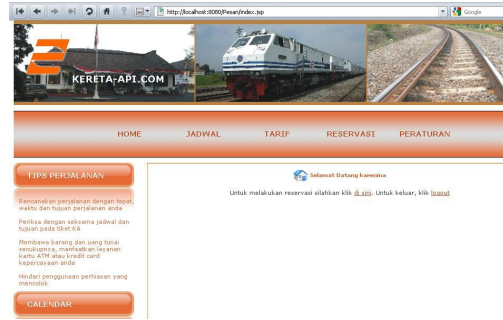 http://localhost:8080/Pesan/index.jsp
Google
KERETA-API.COM
HOME JADWAL TARIF RESERVASI PERATURAN
TIPS PERJALANAN
Selamat Datang karenina
Untuk melakukan reservasi silahkan klik di sini. Untuk keluar, klik logout
Rencanakan perjalanan dengan tepat,
waktu dan tujuan perjalanan anda
Periksa dengan seksama jadwal dan
tujuan pada tiket KA
Membawa barang dan uang tunai
secukupnya, manfaatkan layanan
kartu ATM atau kredit card
kepercayaan anda
Hindari penggunaan perhiasan yang
mencolok
CALENDAR